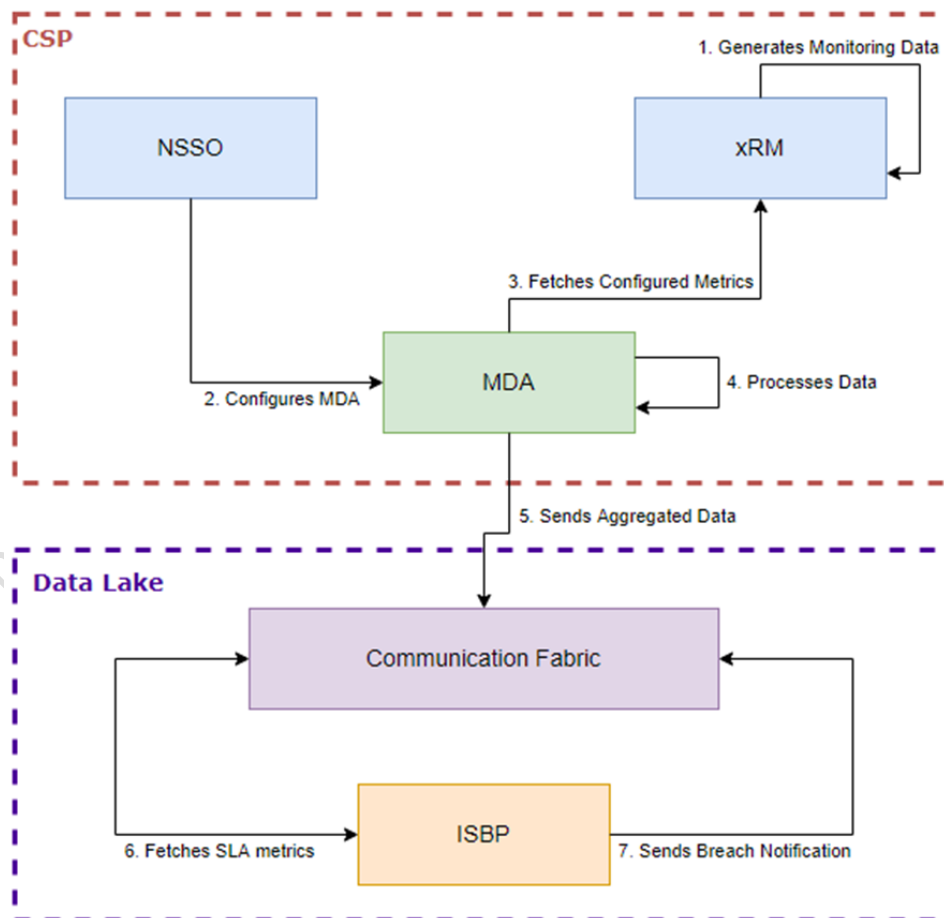 CSP
1. Generates Monitoring Data
NSSO
xRM
3. Fetches Configured Metrics
MDA
4. Processes Data
2. Configures MDA
5. Sends Aggregated Data
Data Lake
Communication Fabric
ISBP
6. Fetches SLA metrics
7. Sends Breach Notification